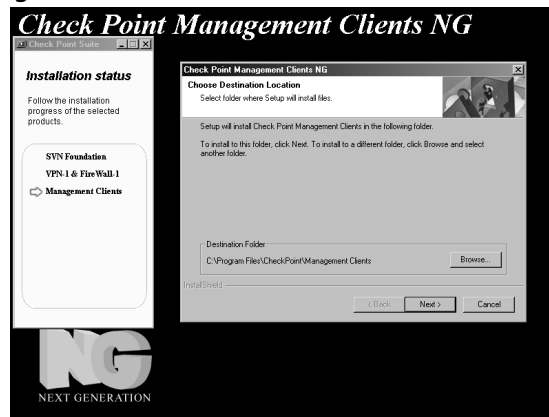 Check Point Management Clients NG
Check Point Suite
Installation status
Follow the installation
progress of the selected
products.
SVN Foundation
VPN-1 & FireWall-1
Management Clients
Check Point Management Clients NG
Choose Destination Location
Select folder where Setup will install files.
Setup will install Check Point Management Clients in the following folder.
To install to this folder, click Next. To install to a different folder, click Browse and select
another folder.
Destination Folder
C:\Program Files\CheckPoint\Management Clients
Browse...
InstallShield
< Back
Next >
Cancel
NG
NEXT GENERATION